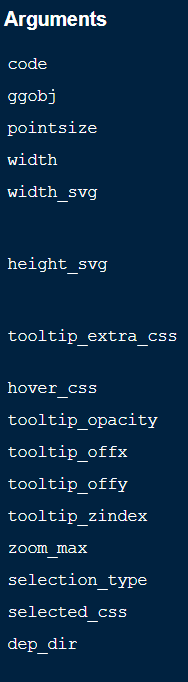 Arguments
code
ggobj
pointsize
width
width_svg
height_svg
tooltip_extra_css
hover_css
tooltip_opacity
tooltip_offx
tooltip_offy
tooltip_zindex
zoom_max
selection_type
selected_css
dep_dir